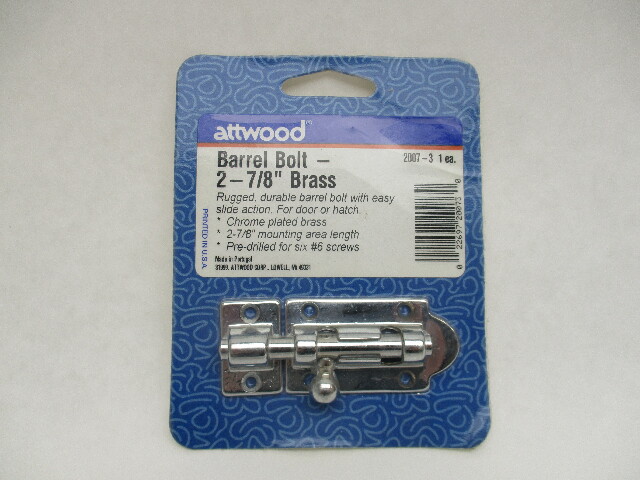 attwood™
Barrel Bolt –
2007-3 1 ea.
2-7/8" Brass
Rugged, durable barrel bolt with easy
slide action. For door or hatch.
* Chrome plated brass
* 2-7/8" mounting area length
* Pre-drilled for six #6 screws
Made in Portugal
ATTWOOD CORP., LOWELL, MI 49331
PRINTED IN U.S.A.